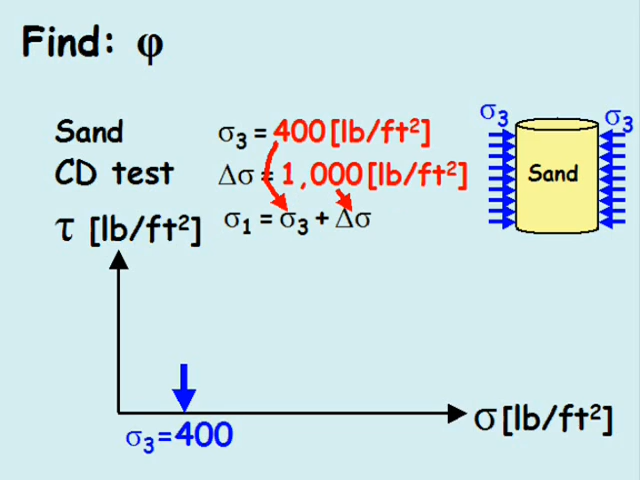 Find: φ
Sand σ₃ = 400 [lb/ft²]
CD test Δσ = 1,000 [lb/ft²]
τ [lb/ft²] σ₁ = σ₃ + Δσ
σ₃ σ₃
Sand
σ₃ = 400
σ [lb/ft²]